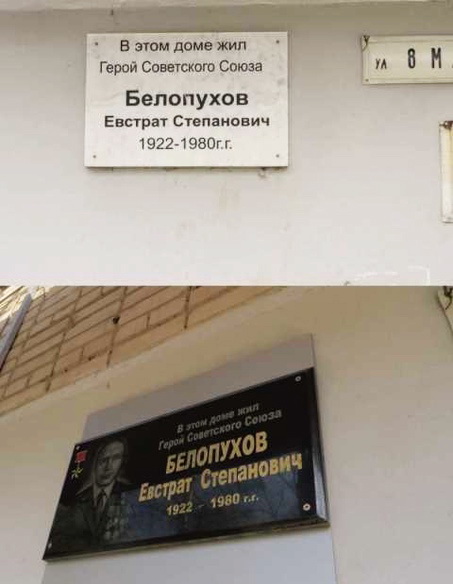 В этом доме жил
Герой Советского Союза
Белопухов
Евстрат Степанович
1922-1980г.г.
УЛ 8 М
В этом доме жил
Герой Советского Союза
БЕЛОПУХОВ
Евстрат Степанович
1922 - 1980 г.г.